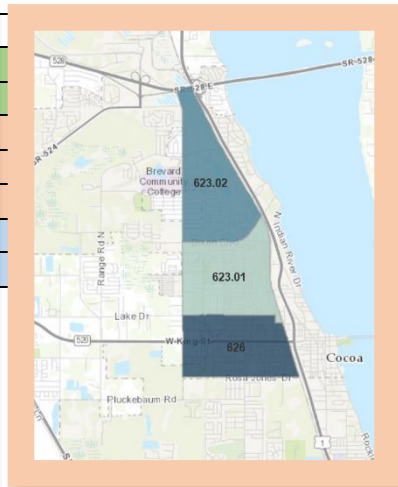 528
SR-528
SR-528 E
SR-524
Brevard
Community
College
623.02
N Indian River Dr
Range Rd N
623.01
Lake Dr
520
W King St
626
Cocoa
Rosa Jones Dr
Pluckebaum Rd
1